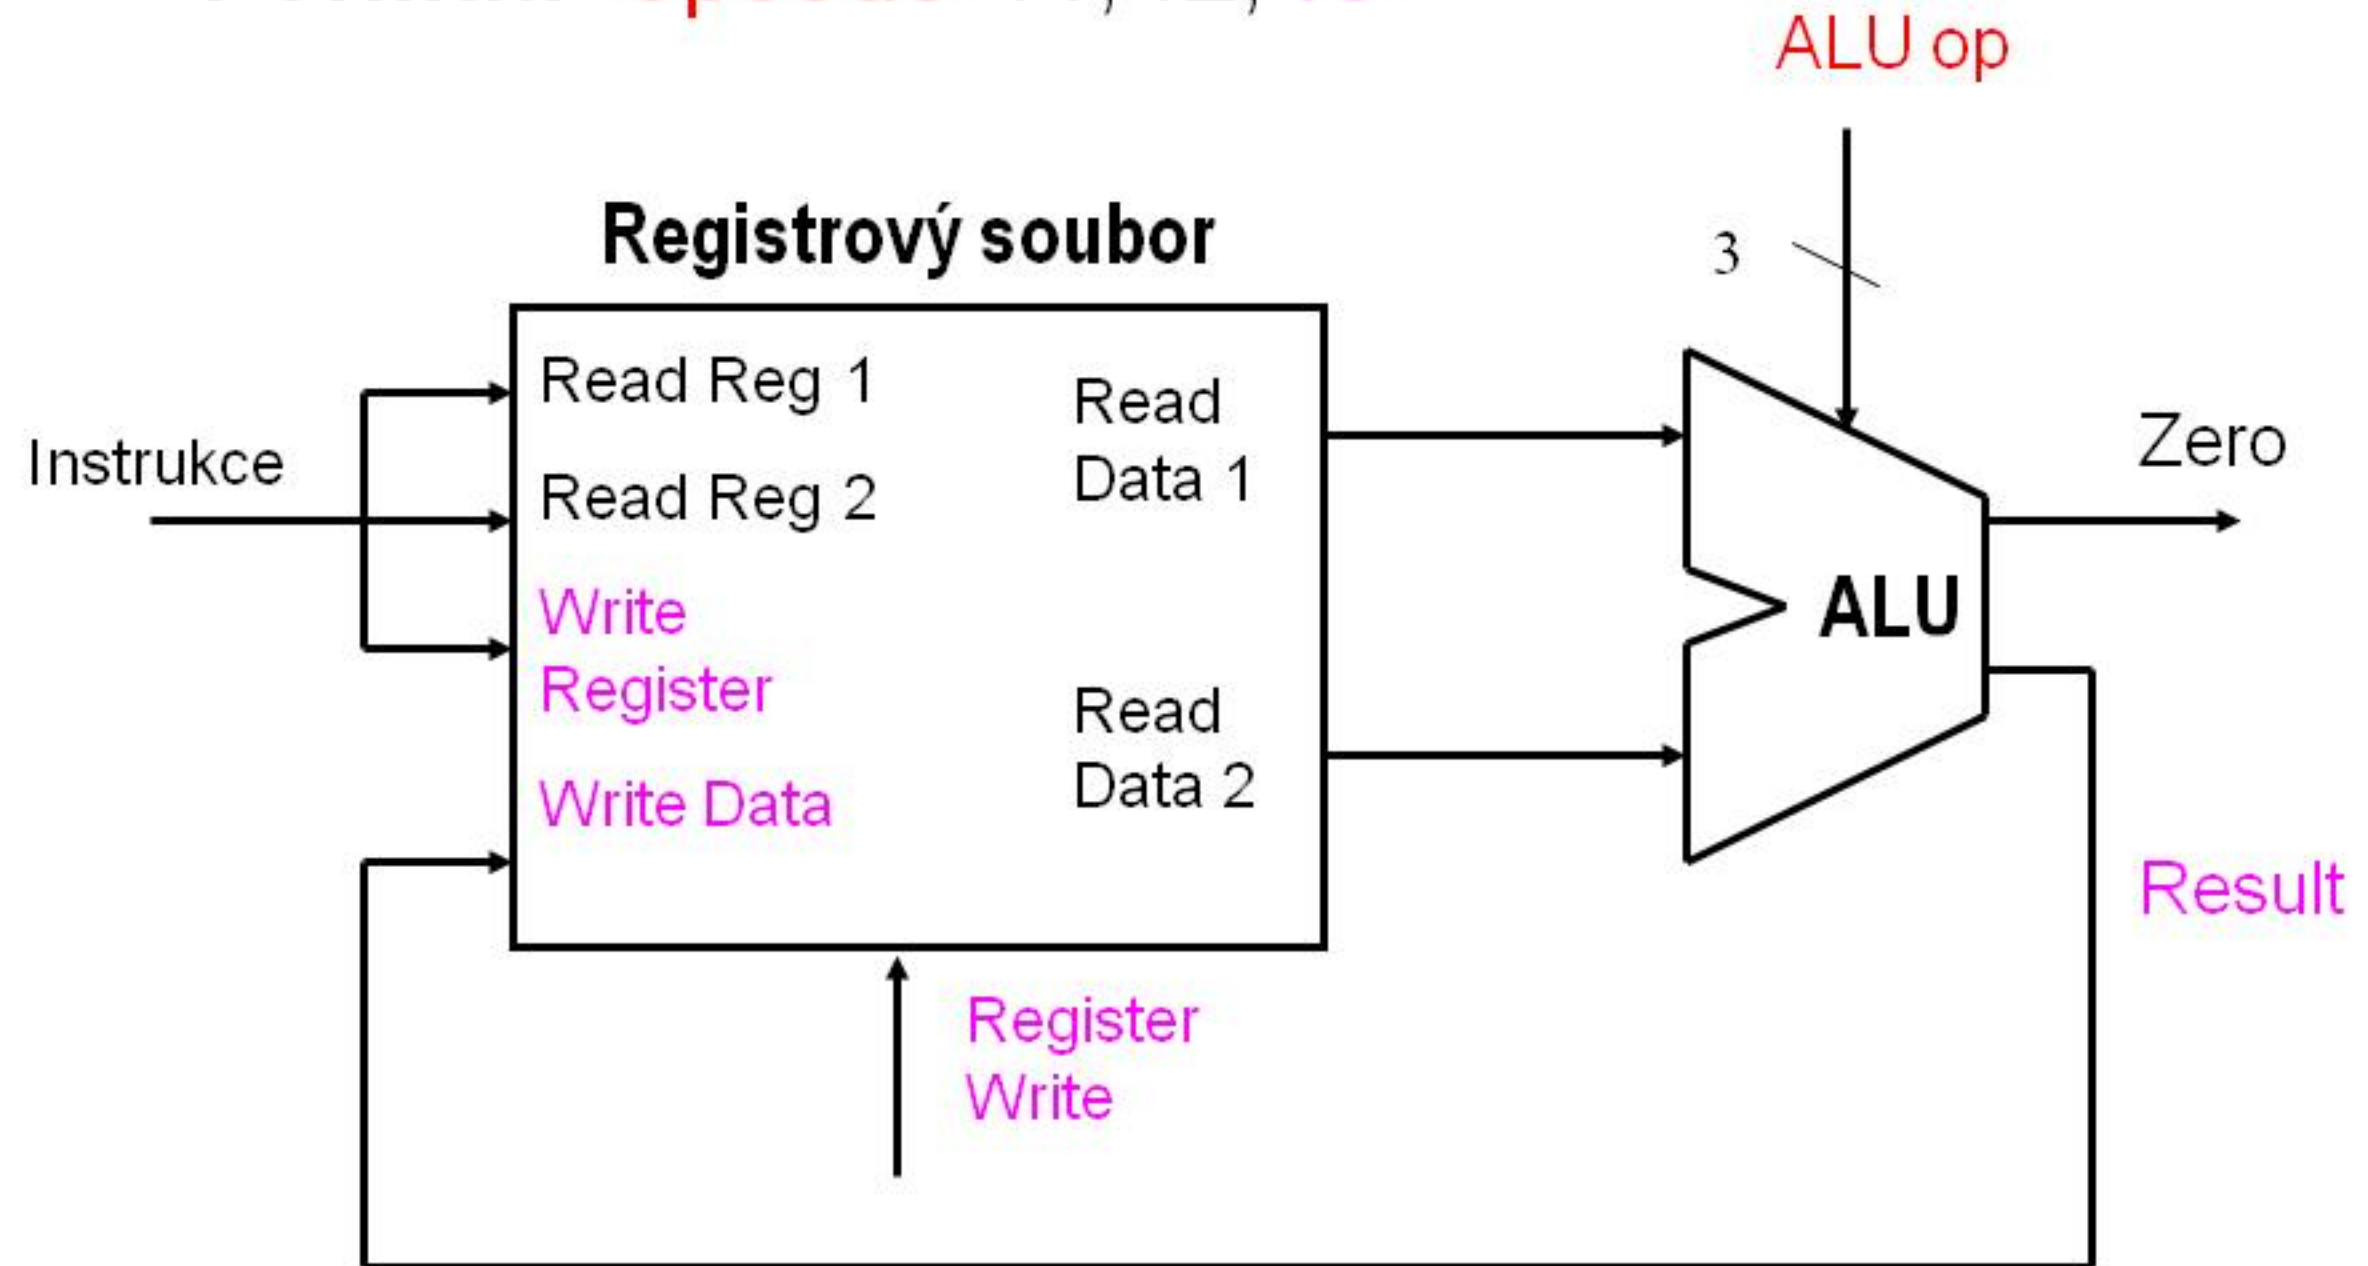 ALU op
3
Registrový soubor
Read Reg 1
Read
Data 1
Zero
Instrukce
Read Reg 2
Write
Register
ALU
Read
Data 2
Write Data
Result
Register
Write